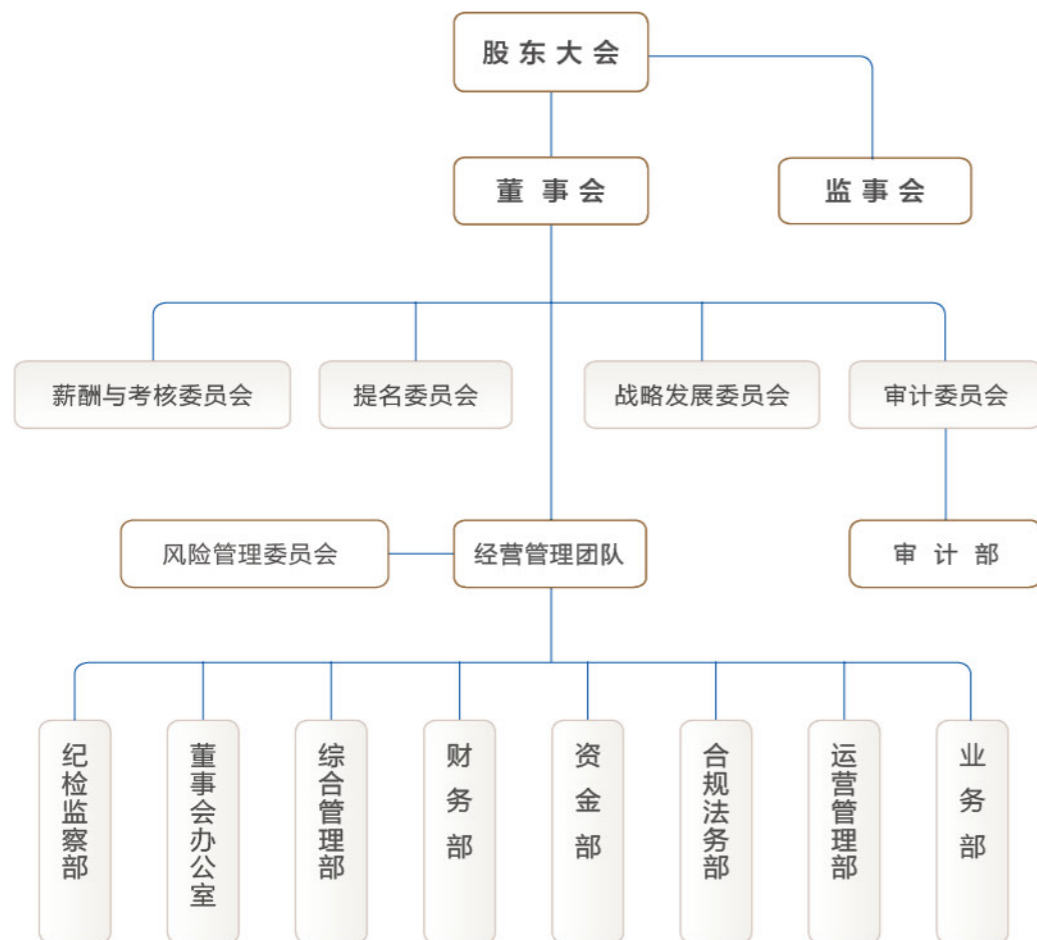 股东大会
董事会
监事会
薪酬与考核委员会
提名委员会
战略发展委员会
审计委员会
风险管理委员会
经营管理团队
审计部
纪检监察部
董事会办公室
综合管理部
财务部
资金部
合规法务部
运营管理部
业务部